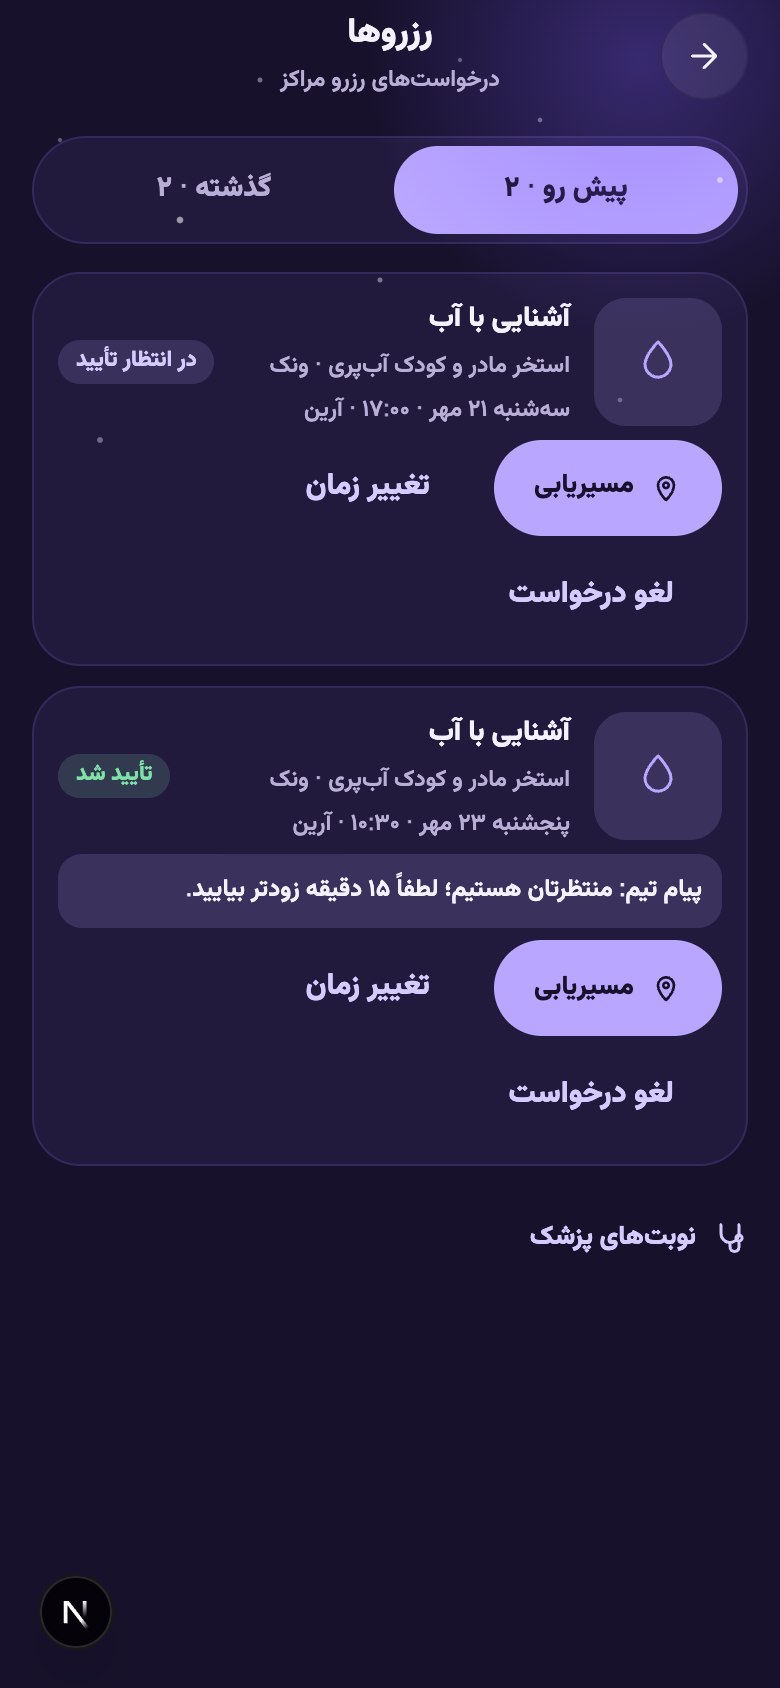 رزروها
درخواست‌های رزرو مراکز
پیش رو · ۲
گذشته · ۲
آشنایی با آب
استخر مادر و کودک آب‌پری · ونک
سه‌شنبه ۲۱ مهر · ۱۷:۰۰ · آرین
در انتظار تأیید
مسیریابی
تغییر زمان
لغو درخواست
آشنایی با آب
استخر مادر و کودک آب‌پری · ونک
پنجشنبه ۲۳ مهر · ۱۰:۳۰ · آرین
تأیید شد
پیام تیم: منتظرتان هستیم؛ لطفاً ۱۵ دقیقه زودتر بیایید.
مسیریابی
تغییر زمان
لغو درخواست
نوبت‌های پزشک
N